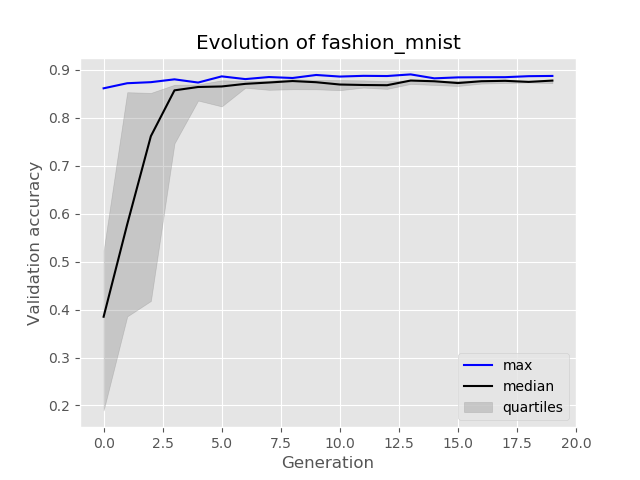 Evolution of fashion_mnist
Validation accuracy
0.9
0.8
0.7
0.6
0.5
0.4
0.3
0.2
max
median
quartiles
0.0 2.5 5.0 7.5 10.0 12.5 15.0 17.5 20.0
Generation